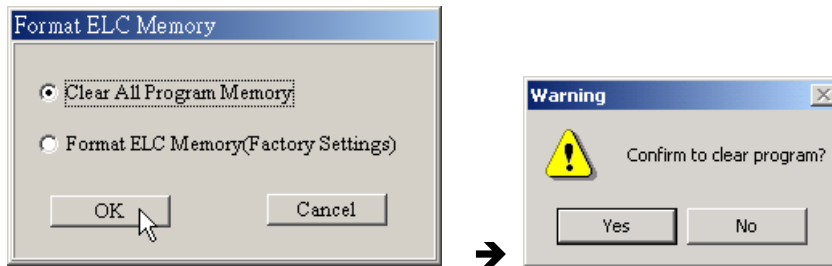 Format ELC Memory
Clear All Program Memory
Format ELC Memory(Factory Settings)
OK Cancel
Warning
Confirm to clear program?
Yes No